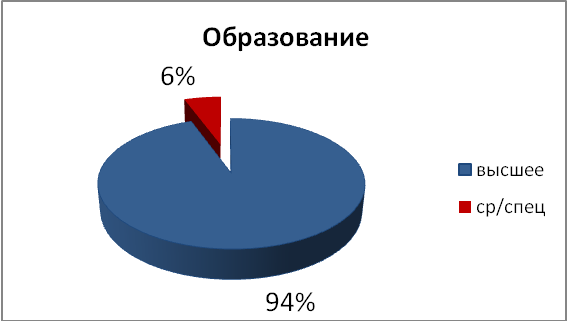 Образование
6%
высшее
ср/спец
94%